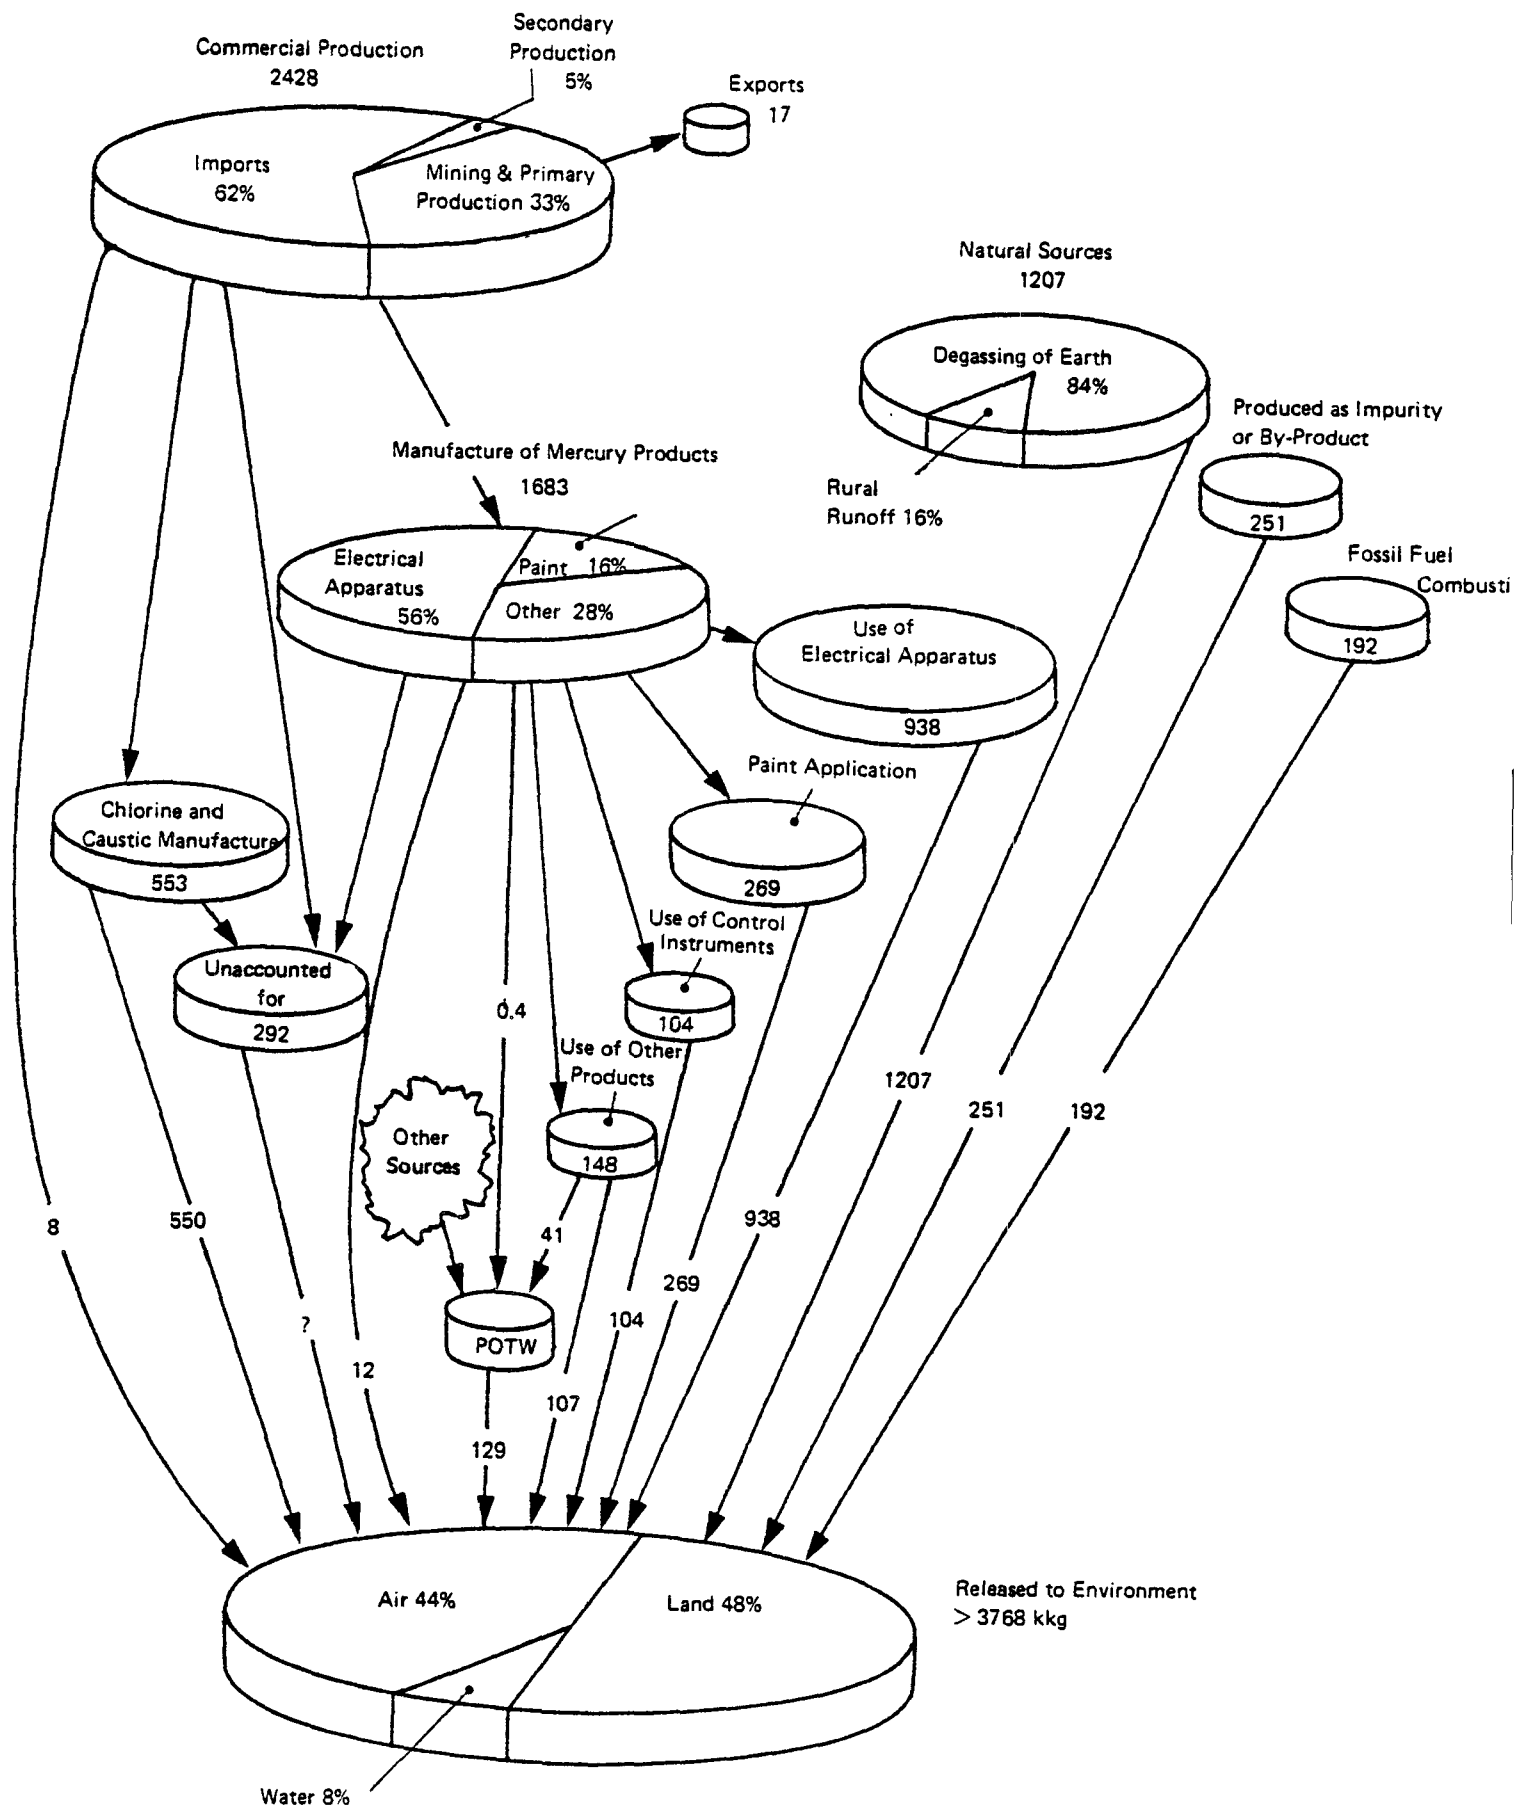 Secondary
Production
5%
Commercial Production
2428
Exports
17
Imports
62%
Mining & Primary
Production 33%
Natural Sources
1207
Degassing of Earth
84%
Rural
Runoff 16%
Produced as Impurity
or By-Product
251
Fossil Fuel
Combusti
192
Manufacture of Mercury Products
1683
Electrical
Apparatus
56%
Paint 16%
Other 28%
Use of
Electrical Apparatus
938
Paint Application
269
Chlorine and
Caustic Manufacture
553
Use of Control
Instruments
104
Unaccounted
for
292
0.4
Use of Other
Products
148
Other
Sources
1207
251
192
8
550
41
938
269
?
104
POTW
12
107
129
Air 44%
Land 48%
Released to Environment
> 3768 kkg
Water 8%